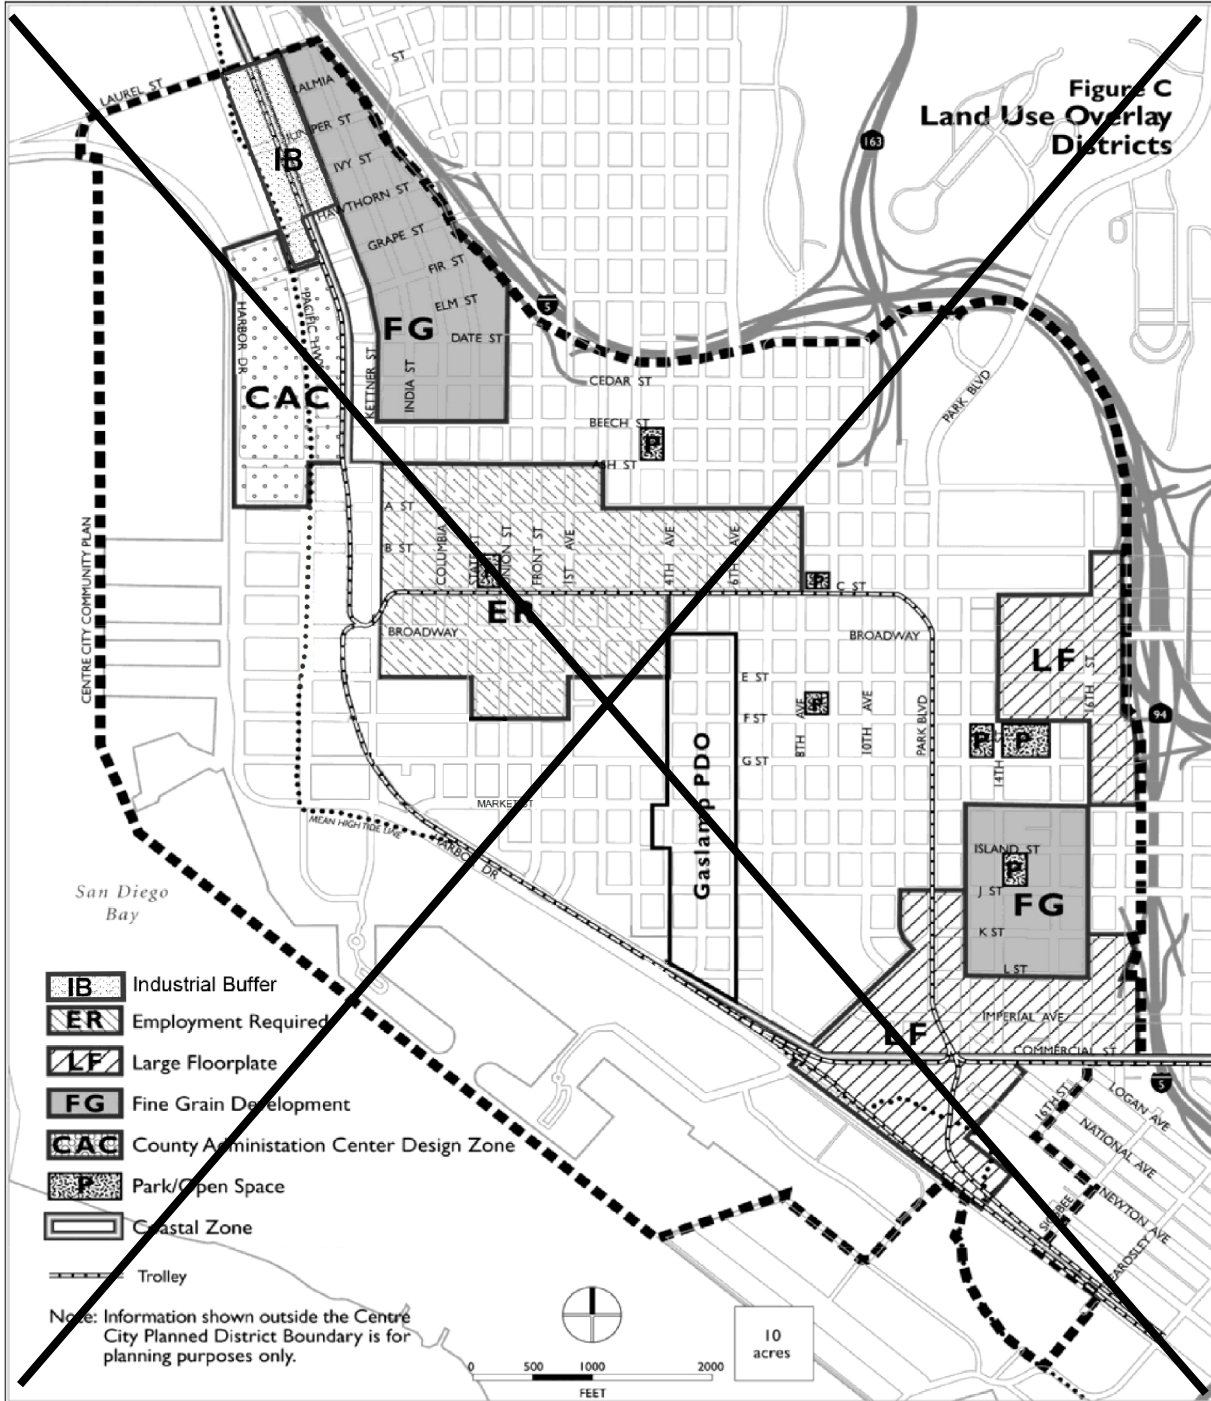 Figure C
Land Use Overlay
Districts
LAUREL ST
ST
JUNIPER ST
IB
IVY ST
HAWTHORN ST
GRAPE ST
FIR ST
ELM ST
DATE ST
FG
163
5
HARBOR DR
CAC
KETTNER ST
INDIA ST
CEDAR ST
BEECH ST
P
ASH ST
PARK BLVD
A ST
B ST
COLUMBIA
FRONT ST
1ST AVE
4TH AVE
6TH AVE
P
C ST
ER
BROADWAY
BROADWAY
CENTRE CITY COMMUNITY PLAN
LF
16TH ST
E ST
F ST
G ST
8TH AVE
P
10TH AVE
PARK BLVD
P
P
14TH ST
94
Gaslamp PDO
MARKET ST
MEAN HIGH TIDE LINE
HARBOR DR
ISLAND ST
P
J ST
FG
K ST
L ST
San Diego
Bay
IMPERIAL AVE
LF
COMMERCIAL ST
5
16TH ST
LOGAN AVE
NATIONAL AVE
NEWTON AVE
IB Industrial Buffer
ER Employment Required
LF Large Floorplate
FG Fine Grain Development
CAC County Administation Center Design Zone
P Park/Open Space
Coastal Zone
Trolley
Note: Information shown outside the Centre
City Planned District Boundary is for
planning purposes only.
0 500 1000 2000
FEET
10
acres